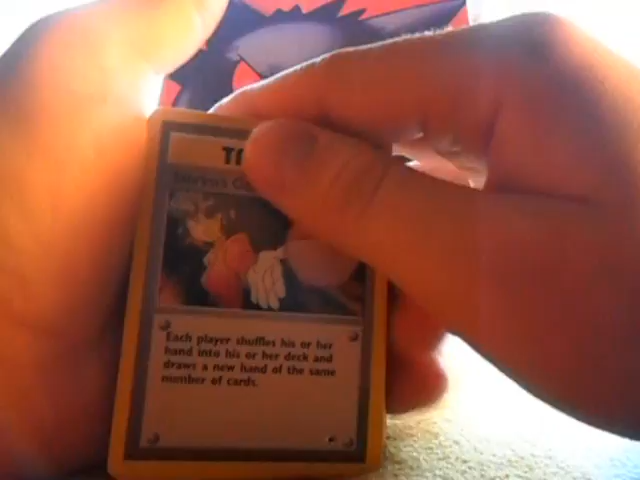 Tr
Each player shuffles his or her
hand into his or her deck and
draws a new hand of the same
number of cards.